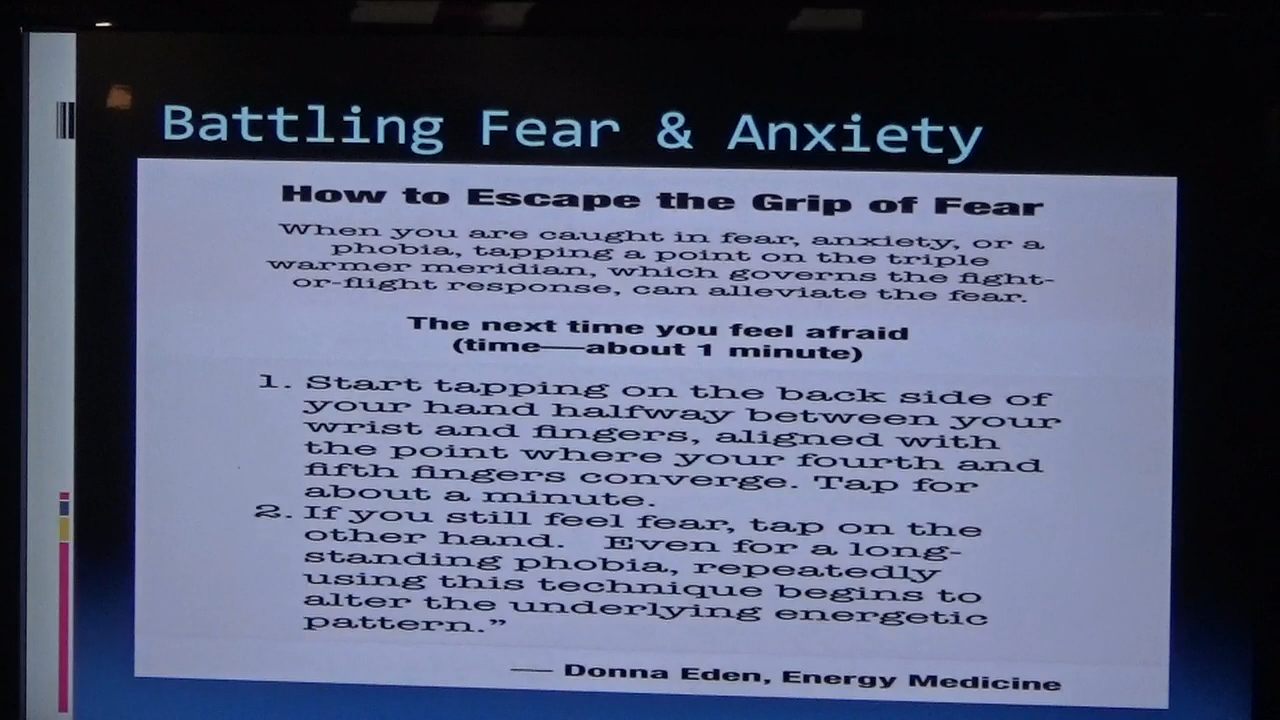 Battling Fear & Anxiety
How to Escape the Grip of Fear
When you are caught in fear, anxiety, or a
phobia, tapping a point on the triple
warmer meridian, which governs the fight-
or-flight response, can alleviate the fear.
The next time you feel afraid
(time—about 1 minute)
1. Start tapping on the back side of
your hand halfway between your
wrist and fingers, aligned with
the point where your fourth and
fifth fingers converge. Tap for
about a minute.
2. If you still feel fear, tap on the
other hand. Even for a long-
standing phobia, repeatedly
using this technique begins to
alter the underlying energetic
pattern.”
— Donna Eden, Energy Medicine